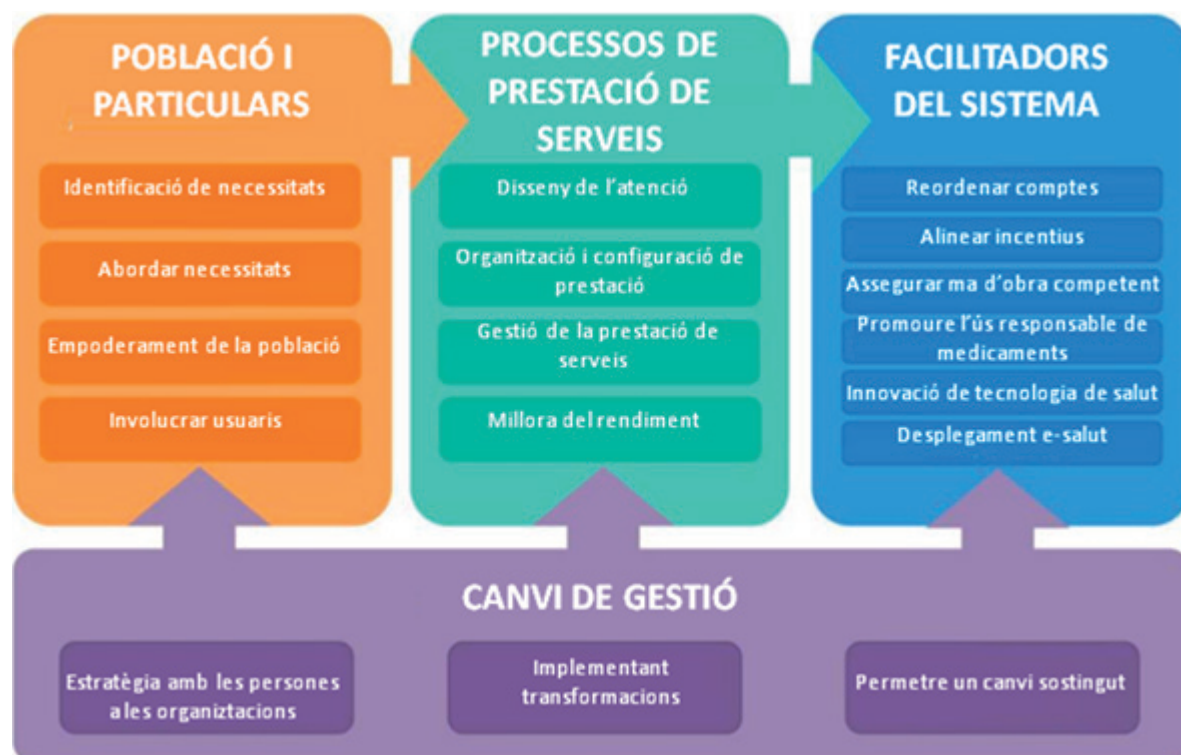 POBLACIÓ I
PARTICULARS
Identificació de necessitats
Abordar necessitats
Empoderament de la població
Involucrar usuaris
PROCESSOS DE
PRESTACIÓ DE
SERVEIS
Disseny de l'atenció
Organització i configuració de
prestació
Gestió de la prestació de
serveis
Millora del rendiment
FACILITADORS
DEL SISTEMA
Reordenar comptes
Alinear incentius
Assegurar ma d'obra competent
Promoure l'ús responsable de
medicaments
Innovació de tecnologia de salut
Desplegament e-salut
CANVI DE GESTIÓ
Estratègia amb les persones
a les organiztacions
Implementant
transformacions
Permetre un canvi sostingut